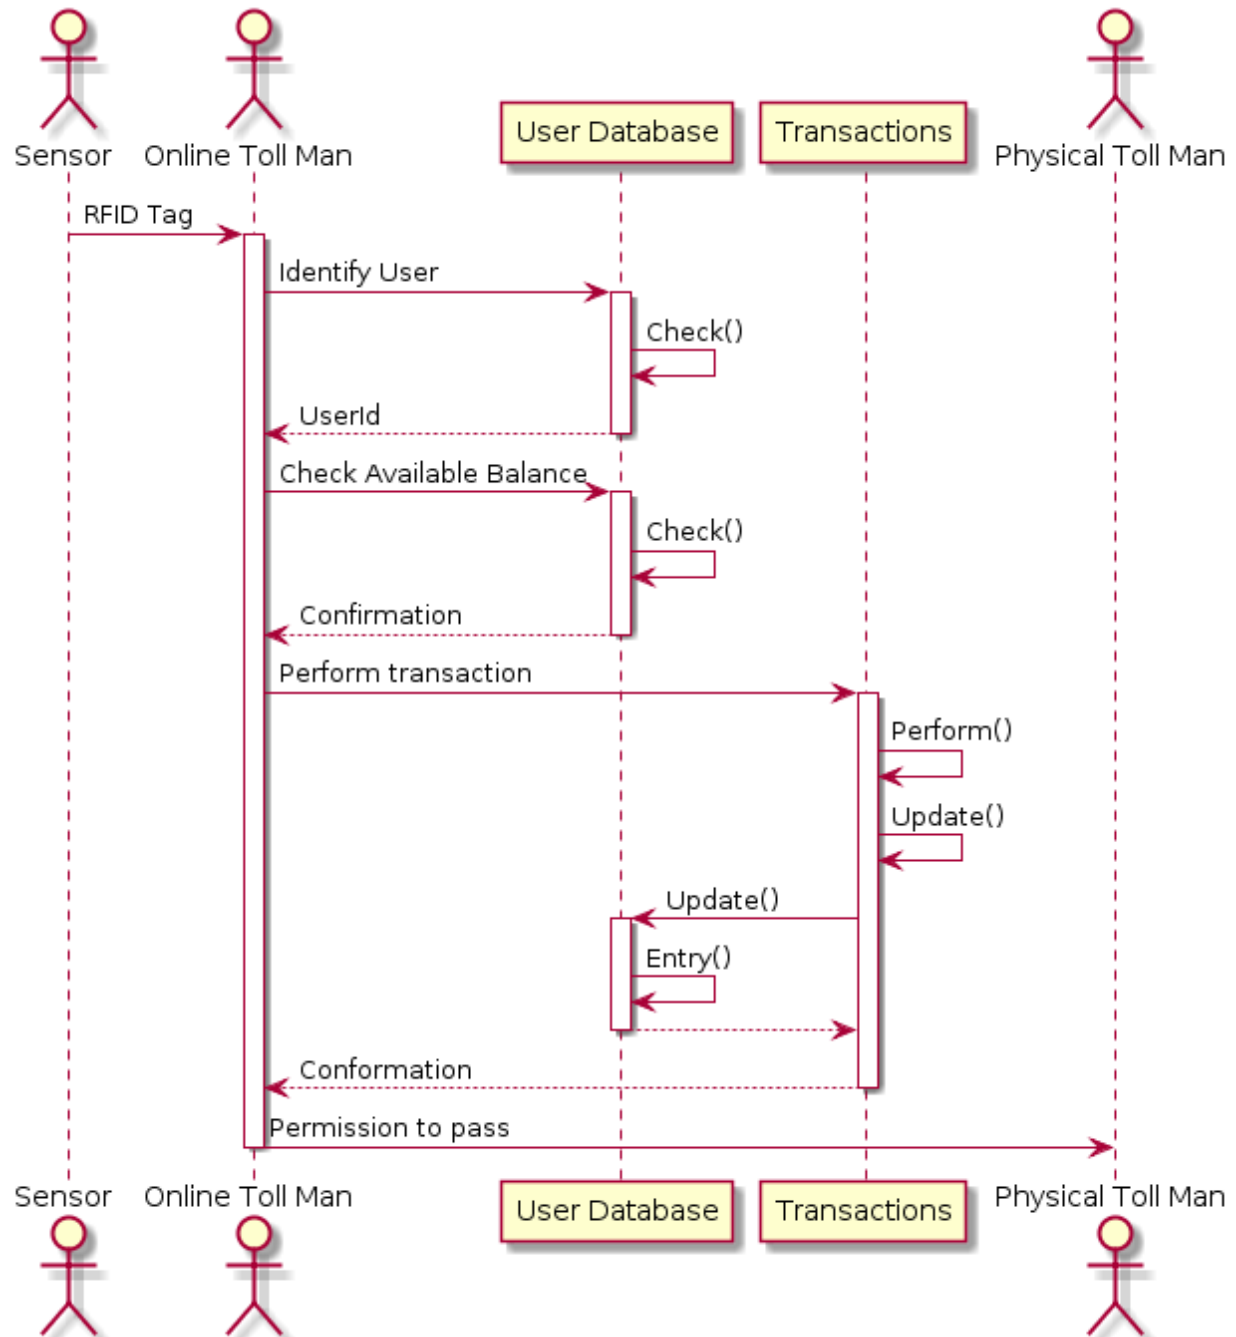 Sensor
Online Toll Man
User Database
Transactions
Physical Toll Man
RFID Tag
Identify User
Check()
UserId
Check Available Balance
Check()
Confirmation
Perform transaction
Perform()
Update()
Update()
Entry()
Conformation
Permission to pass
Sensor
Online Toll Man
User Database
Transactions
Physical Toll Man